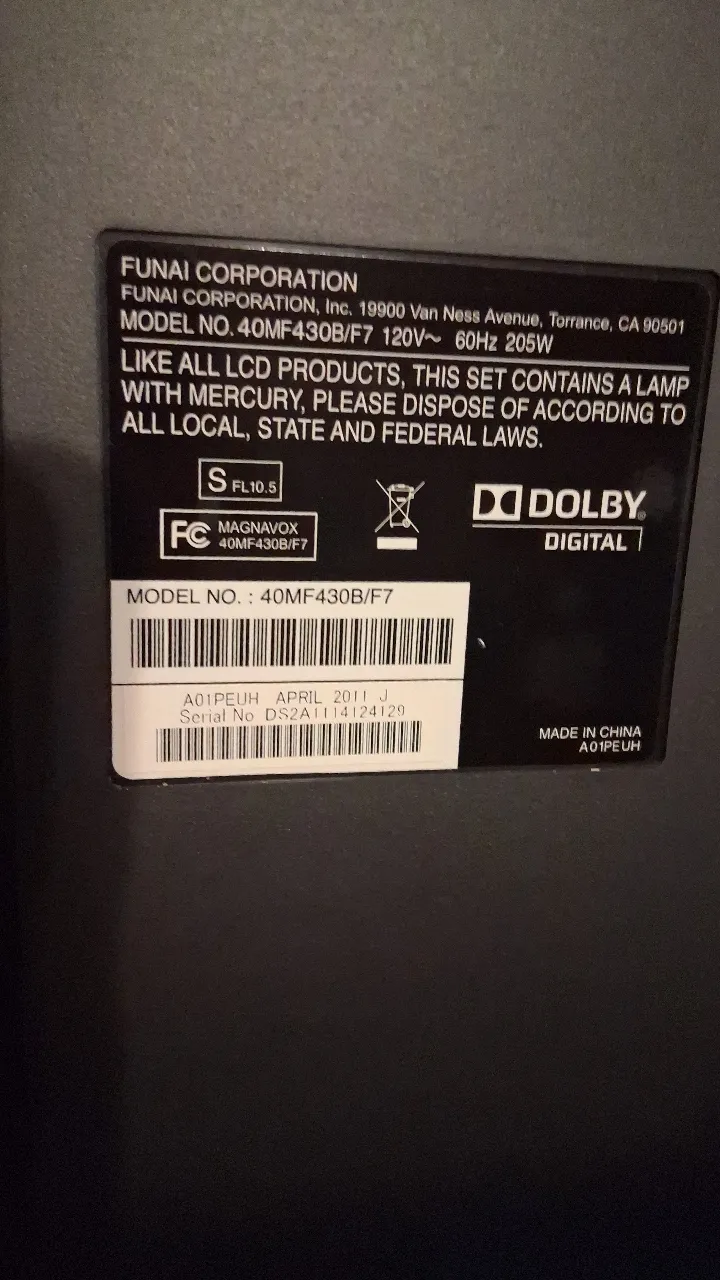 FUNAI CORPORATION
FUNAI CORPORATION, Inc. 19900 Van Ness Avenue, Torrance, CA 90501
MODEL NO. 40MF430B/F7 120V~ 60Hz 205W
LIKE ALL LCD PRODUCTS, THIS SET CONTAINS A LAMP
WITH MERCURY, PLEASE DISPOSE OF ACCORDING TO
ALL LOCAL, STATE AND FEDERAL LAWS.
S FL10.5
FC MAGNAVOX
40MF430B/F7
DOLBY®
DIGITAL
MODEL NO. : 40MF430B/F7
A01PEUH APRIL 2011 J
Serial No DS2A1114124129
MADE IN CHINA
A01PEUH